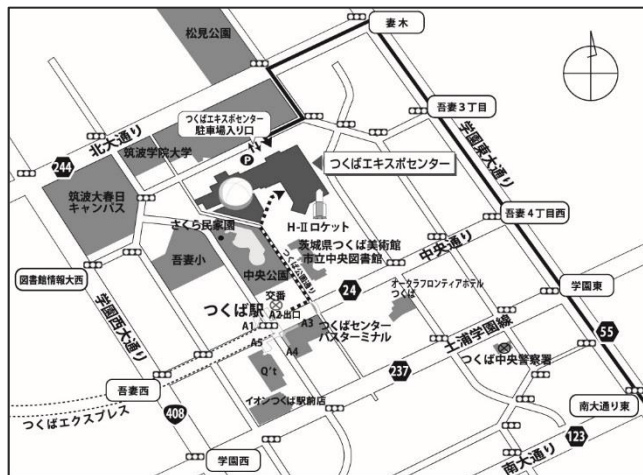 松見公園
妻木
つくばエキスポセンター
駐車場入り口
吾妻3丁目
北大通り
244
筑波学院大学
P
つくばエキスポセンター
学園東大通り
筑波大春日
キャンパス
さくら民家園
H-Ⅱロケット
吾妻4丁目西
茨城県つくば美術館
市立中央図書館
中央通り
吾妻小
中央公園
つくば公園通り
図書館情報大西
24
オークラフロンティアホテル
つくば
学園東
交番
つくば駅
A2出口
学園西大通り
A1
A3
つくばセンター
バスターミナル
土浦学園線
55
A5
A4
237
つくば中央警察署
吾妻西
Q't
つくばエクスプレス
408
イオンつくば駅前店
南大通り東
学園西
南大通り
123